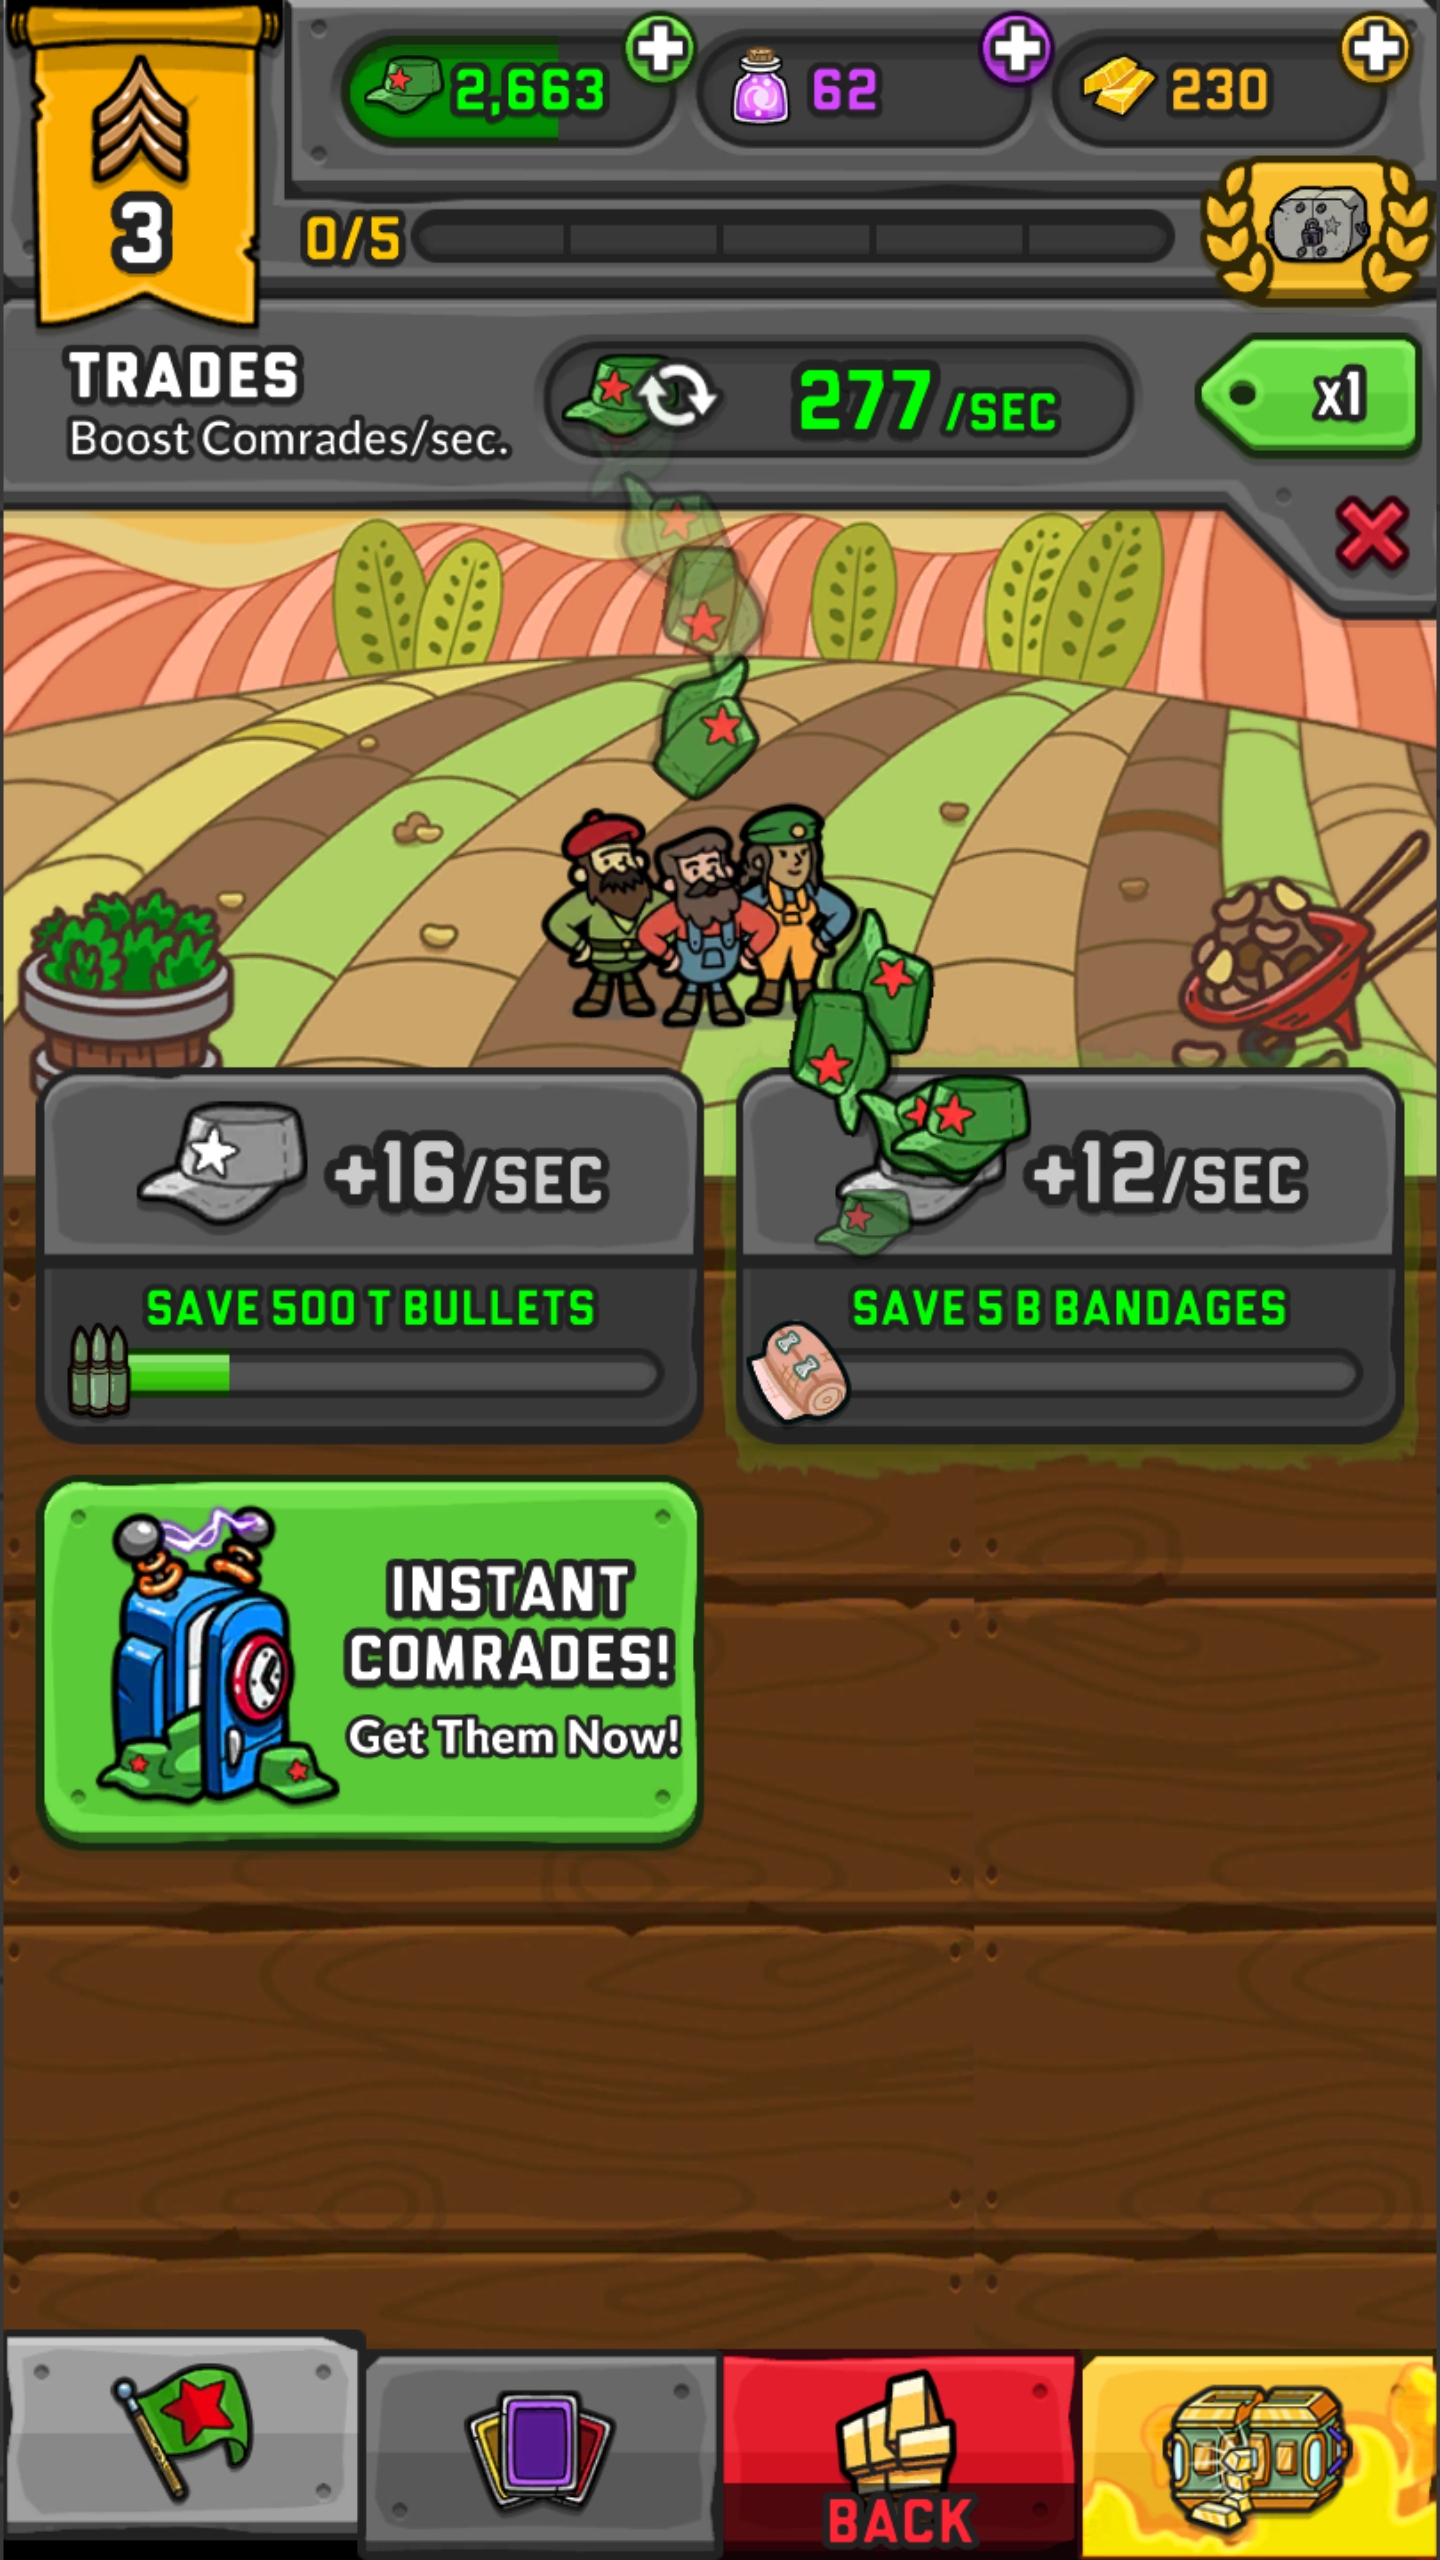 2,663
62
230
3
0/5
TRADES
Boost Comrades/sec.
277/SEC
x1
+16/SEC
+12/SEC
SAVE 500 T BULLETS
SAVE 5 B BANDAGES
INSTANT
COMRADES!
Get Them Now!
BACK